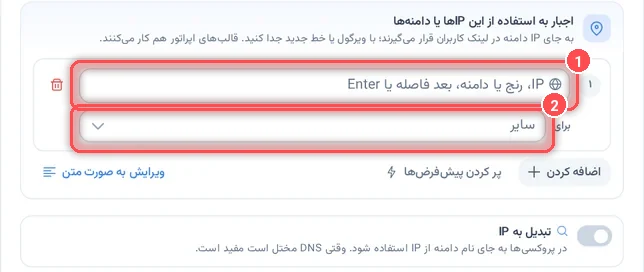 اجبار به استفاده از این IPها یا دامنه‌ها
به جای IP دامنه در لینک کاربران قرار می‌گیرند؛ با ویرگول یا خط جدید جدا کنید. قالب‌های اپراتور هم کار می‌کنند.
1
۱
IP، رنج یا دامنه، بعد فاصله یا Enter
2
برای
سایر
اضافه کردن
پر کردن پیش‌فرض‌ها
ویرایش به صورت متن
تبدیل به IP
در پروکسی‌ها به جای نام دامنه از IP استفاده شود. وقتی DNS مختل است مفید است.